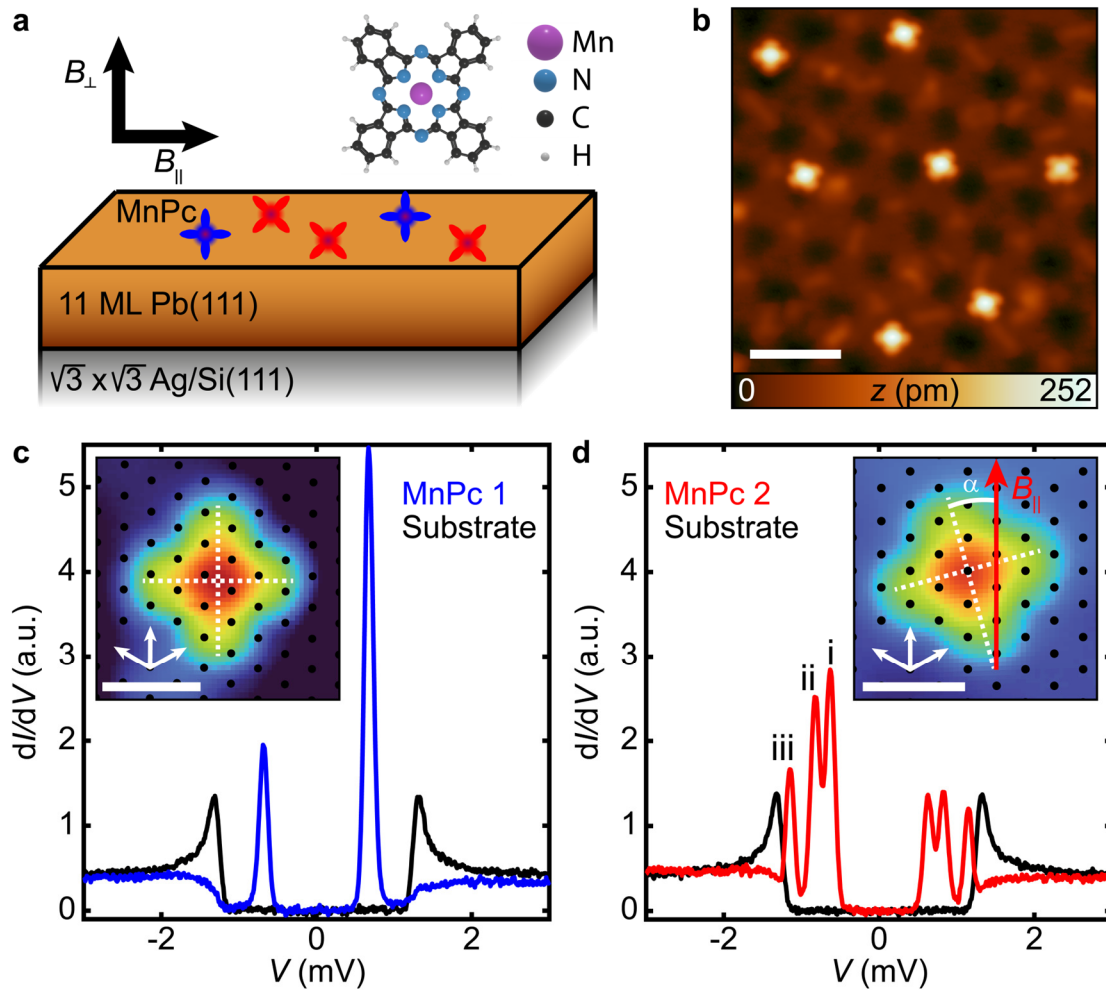 a
B⊥
B||
Mn
N
C
H
MnPc
11 ML Pb(111)
√3 x√3 Ag/Si(111)
b
0 z (pm) 252
c
MnPc 1
Substrate
dI/dV (a.u.)
5
4
3
2
1
0
-2 0 2
V (mV)
d
MnPc 2
Substrate
α
B||
i
ii
iii
dI/dV (a.u.)
5
4
3
2
1
0
-2 0 2
V (mV)